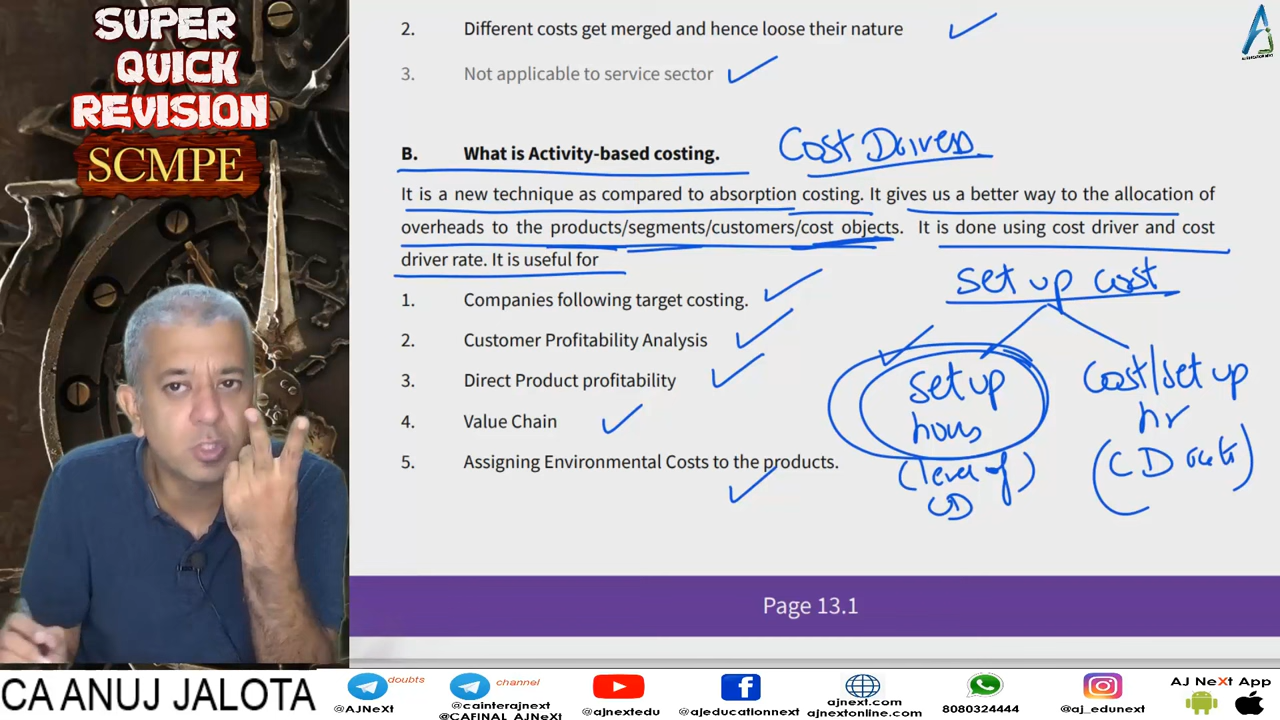 SUPER
QUICK
REVISION
SCMPE
2. Different costs get merged and hence loose their nature
3. Not applicable to service sector
B. What is Activity-based costing.
Cost Drivers
It is a new technique as compared to absorption costing. It gives us a better way to the allocation of
overheads to the products/segments/customers/cost objects. It is done using cost driver and cost
driver rate. It is useful for
1. Companies following target costing.
2. Customer Profitability Analysis
3. Direct Product profitability
4. Value Chain
5. Assigning Environmental Costs to the products.
set up cost
set up
hours
(level of)
CD
Cost/set up
hr
(CD rate)
Page 13.1
CA ANUJ JALOTA
doubts
@AJNeXt
channel
@cainterajnext
@CAFINAL_AJNeXt
@ajnextedu
@ajeducationnext
ajnext.com
ajnextonline.com
8080324444
@aj_edunext
AJ NeXt App